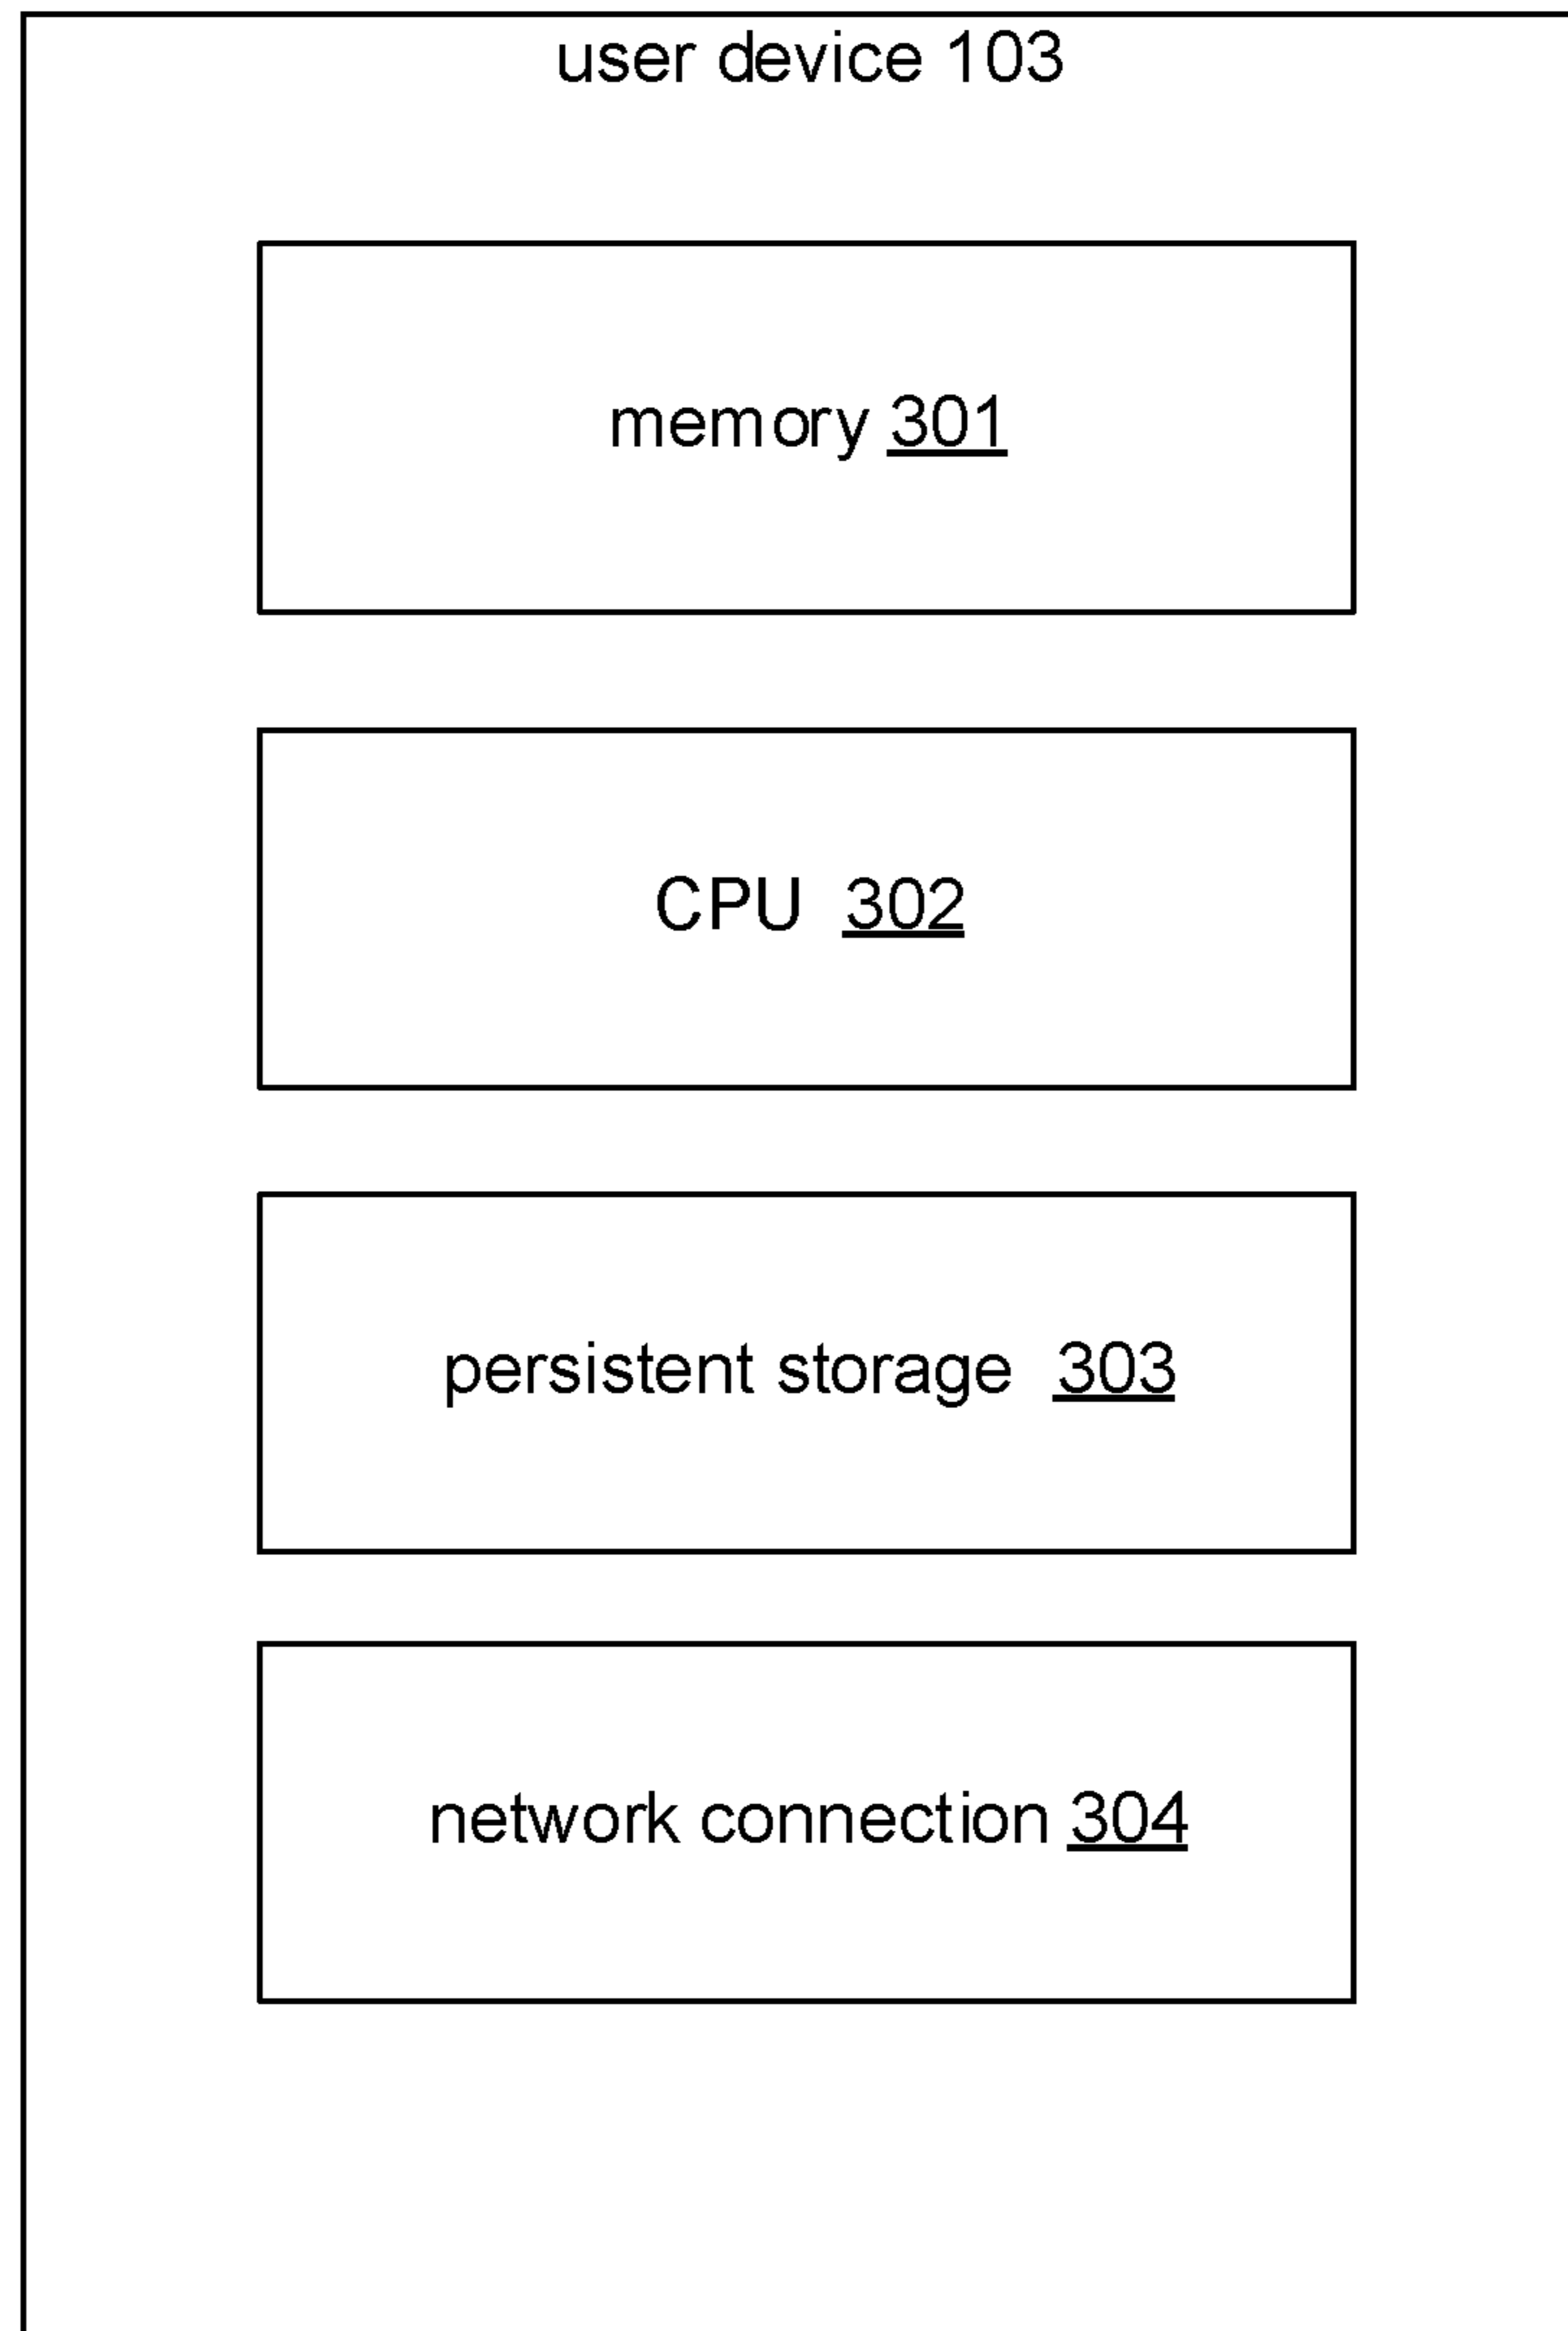 user device 103
memory 301
CPU 302
persistent storage 303
network connection 304